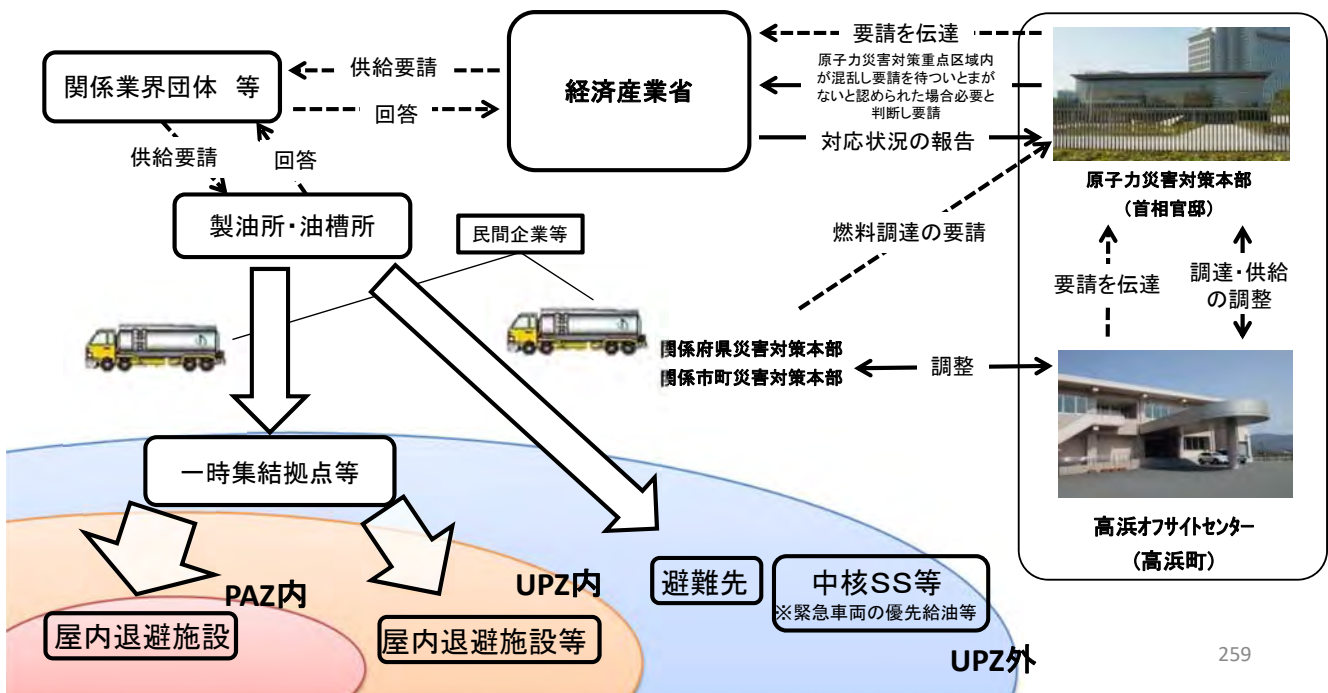 要請を伝達
関係業界団体 等
供給要請
回答
経済産業省
原子力災害対策重点区域内
が混乱し要請を待ついとまが
ないと認められた場合必要と
判断し要請
対応状況の報告
供給要請
回答
原子力災害対策本部
(首相官邸)
製油所・油槽所
民間企業等
燃料調達の要請
要請を伝達
調達・供給
の調整
関係府県災害対策本部
関係市町災害対策本部
調整
一時集結拠点等
高浜オフサイトセンター
(高浜町)
避難先
中核SS等
※緊急車両の優先給油等
PAZ内
UPZ内
屋内退避施設
屋内退避施設等
UPZ外
259